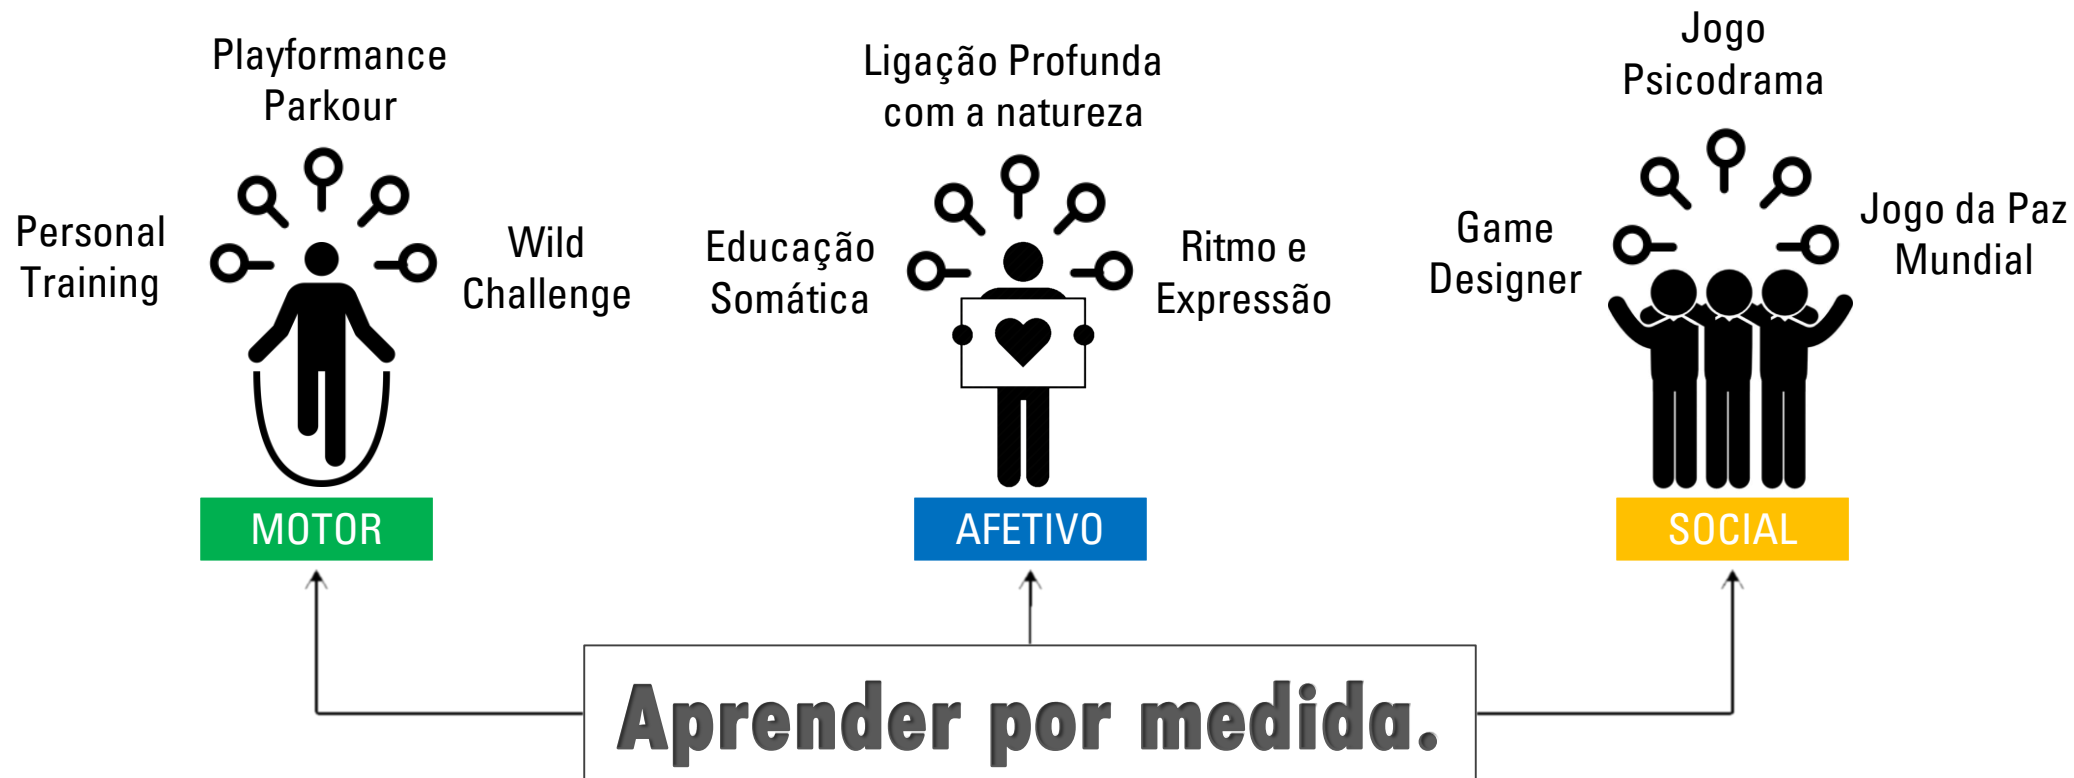 Playformance
Parkour
Personal
Training
Wild
Challenge
MOTOR
Ligação Profunda
com a natureza
Educação
Somática
Ritmo e
Expressão
AFETIVO
Jogo
Psicodrama
Game
Designer
Jogo da Paz
Mundial
SOCIAL
Aprender por medida.